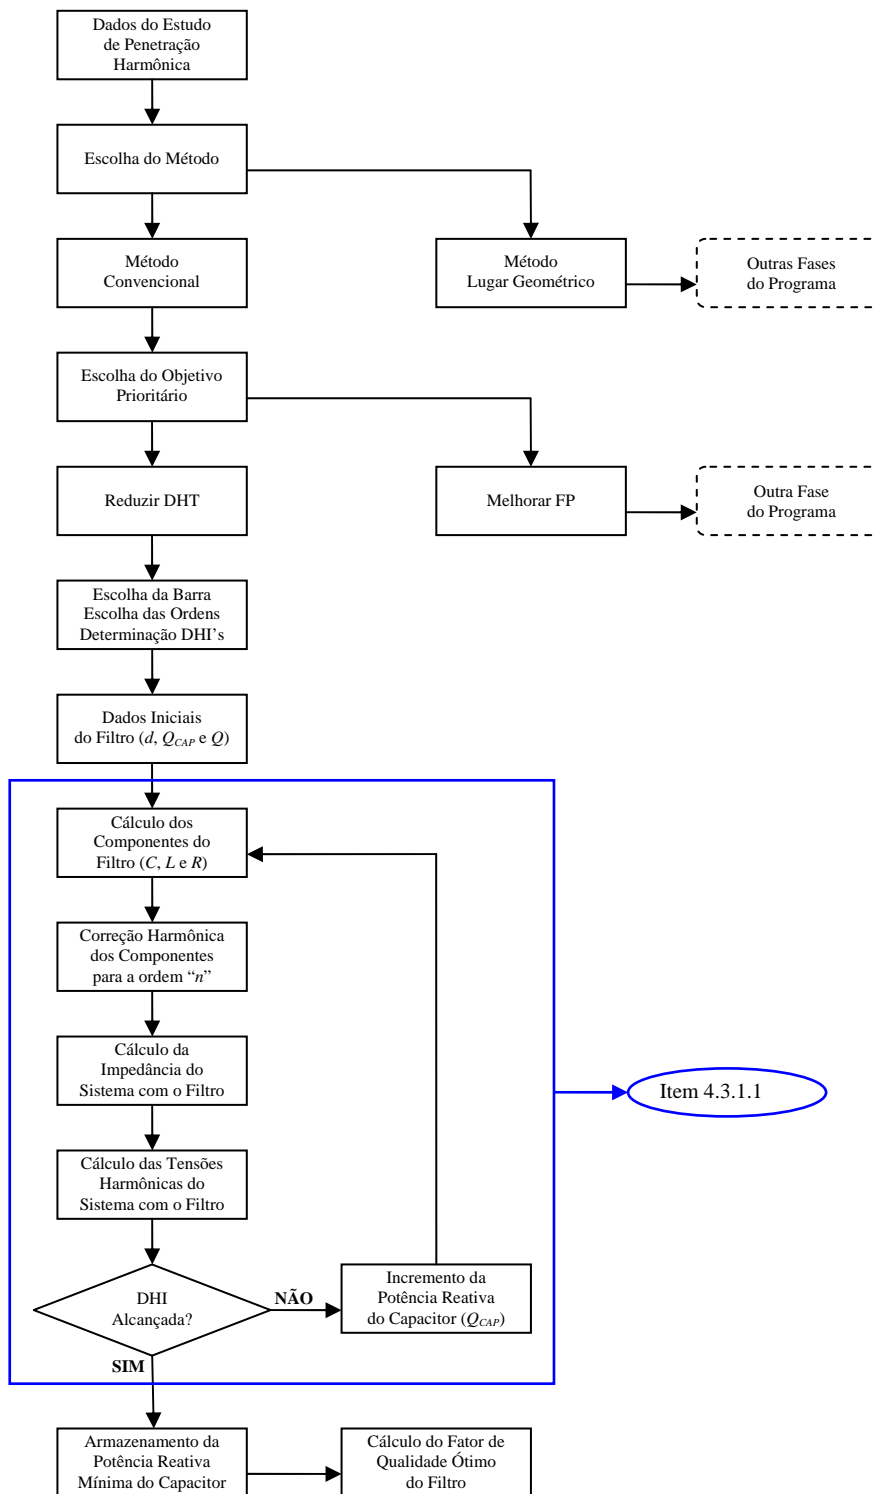 Dados do Estudo
de Penetração
Harmônica
Escolha do Método
Método
Convencional
Método
Lugar Geométrico
Outras Fases
do Programa
Escolha do Objetivo
Prioritário
Reduzir DHT
Melhorar FP
Outra Fase
do Programa
Escolha da Barra
Escolha das Ordens
Determinação DHI's
Dados Iniciais
do Filtro (d, QCAP e Q)
Cálculo dos
Componentes do
Filtro (C, L e R)
Correção Harmônica
dos Componentes
para a ordem “n”
Cálculo da
Impedância do
Sistema com o Filtro
Item 4.3.1.1
Cálculo das Tensões
Harmônicas do
Sistema com o Filtro
DHI
Alcançada?
NÃO
Incremento da
Potência Reativa
do Capacitor (QCAP)
SIM
Armazenamento da
Potência Reativa
Mínima do Capacitor
Cálculo do Fator de
Qualidade Ótimo
do Filtro